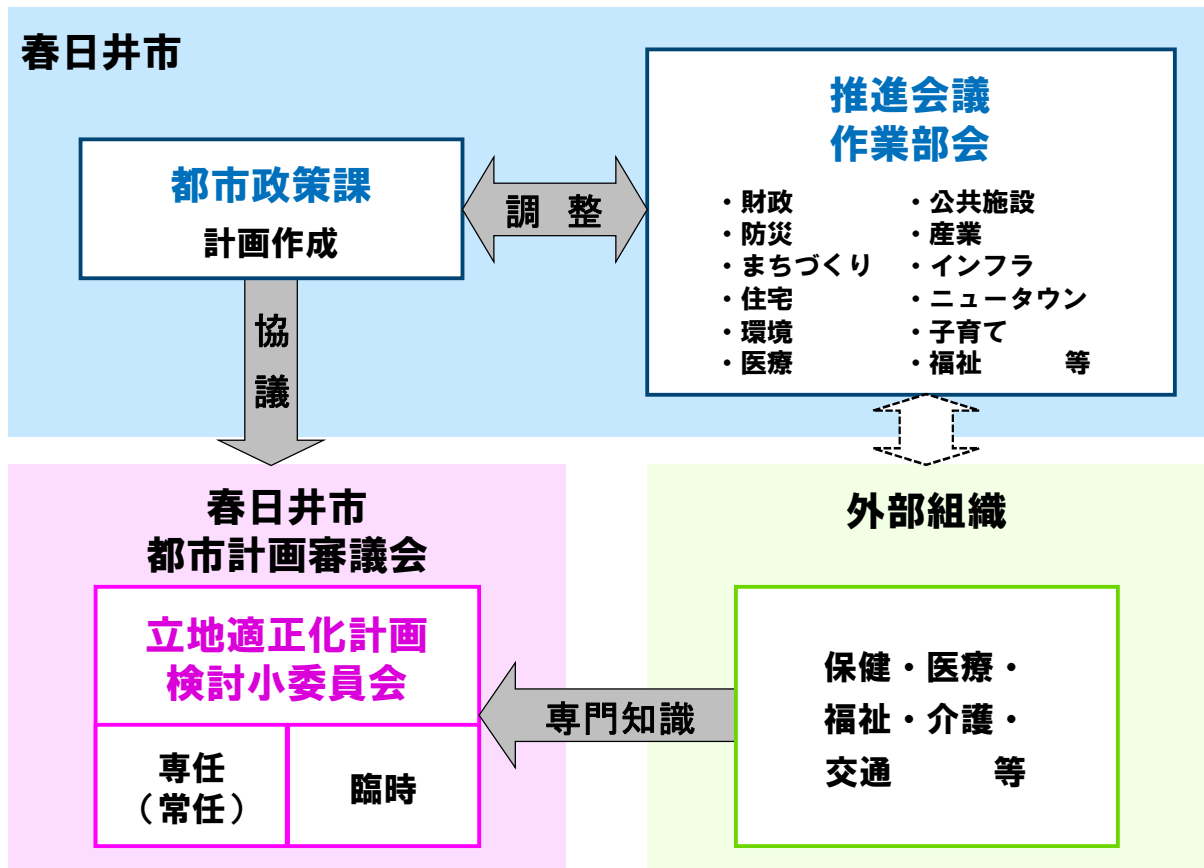 春日井市
都市政策課
計画作成
調 整
推進会議
作業部会
・財政
・防災
・まちづくり
・住宅
・環境
・医療
・公共施設
・産業
・インフラ
・ニュータウン
・子育て
・福祉 等
協
議
春日井市
都市計画審議会
立地適正化計画
検討小委員会
専任
(常任)
臨時
専門知識
外部組織
保健・医療・
福祉・介護・
交通 等